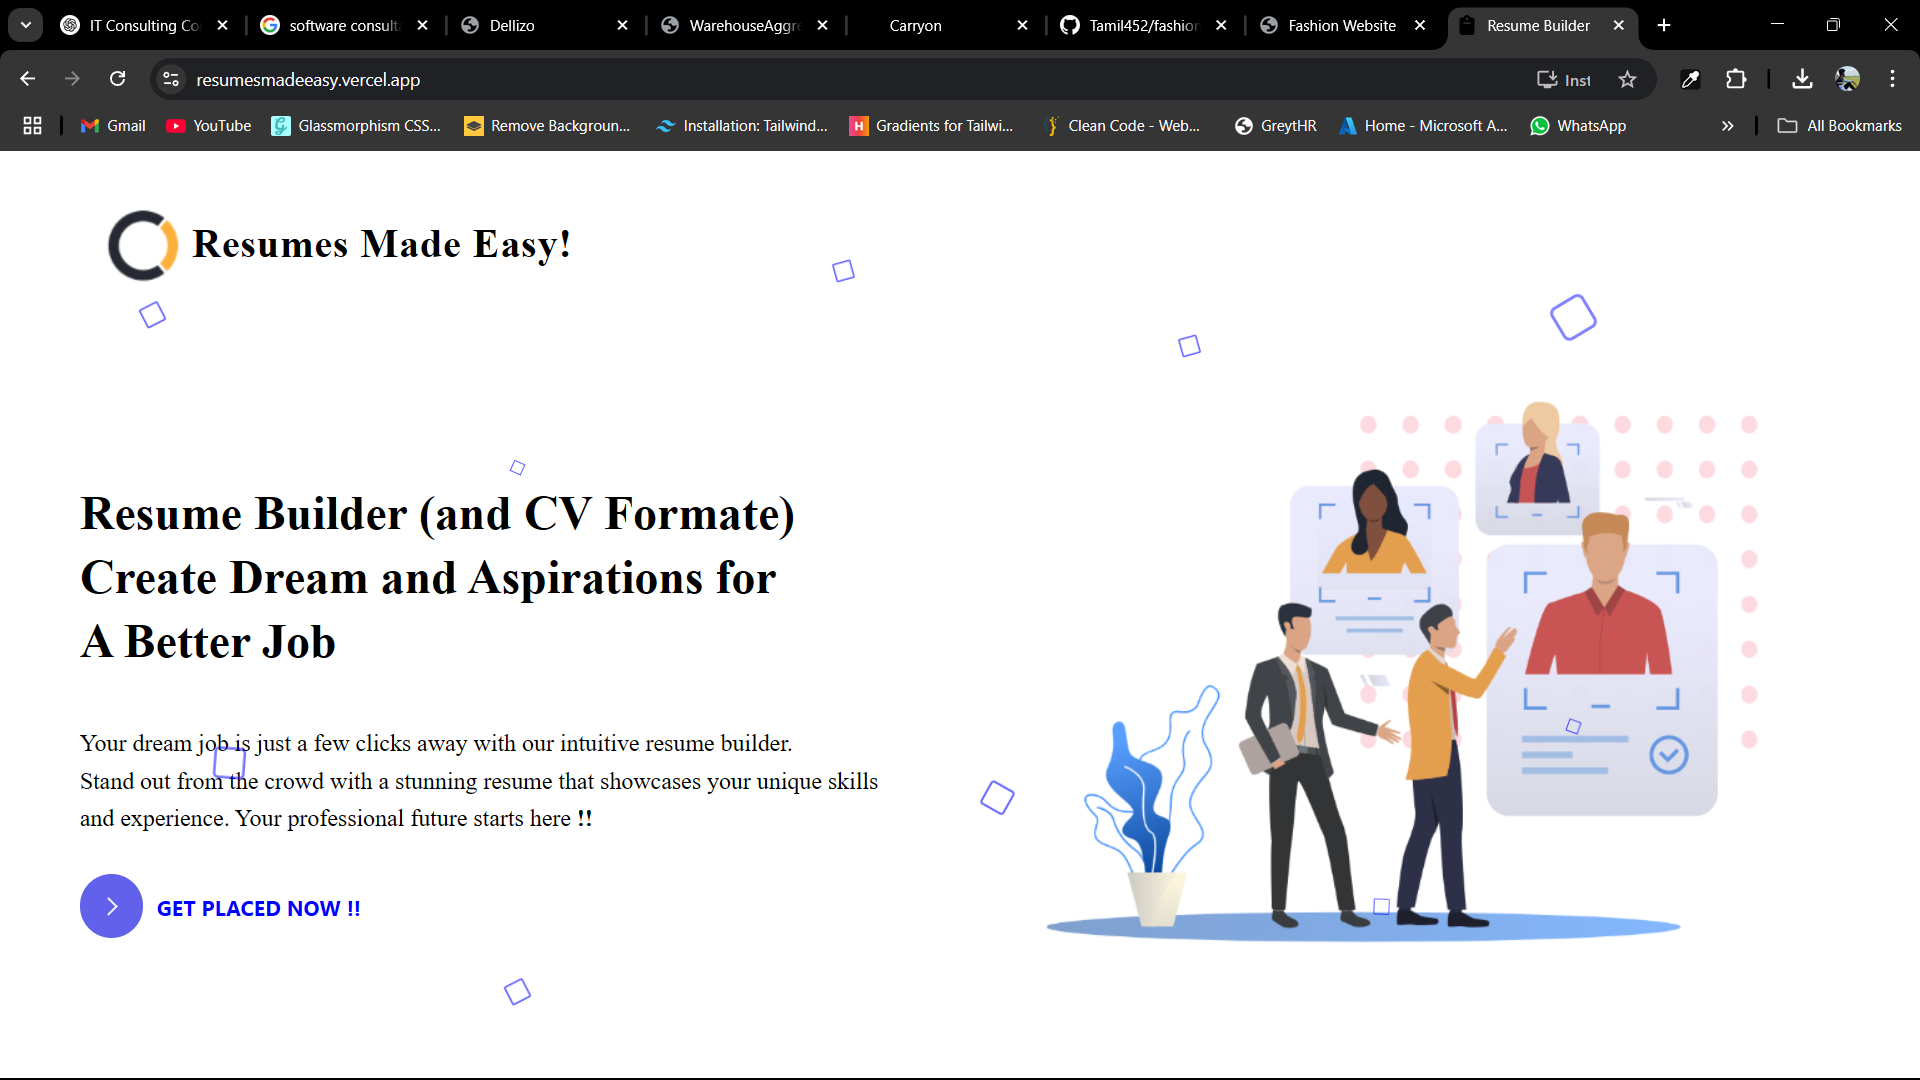 IT Consulting Co
software consult
Dellizo
WarehouseAggre
Carryon
Tamil452/fashion
Fashion Website
Resume Builder
resumesmadeeasy.vercel.app
Inst
Gmail
YouTube
Glassmorphism CSS...
Remove Backgroun...
Installation: Tailwind...
Gradients for Tailwi...
Clean Code - Web...
GreytHR
Home - Microsoft A...
WhatsApp
All Bookmarks
Resumes Made Easy!
Resume Builder (and CV Formate)
Create Dream and Aspirations for
A Better Job
Your dream job is just a few clicks away with our intuitive resume builder.
Stand out from the crowd with a stunning resume that showcases your unique skills
and experience. Your professional future starts here !!
GET PLACED NOW !!